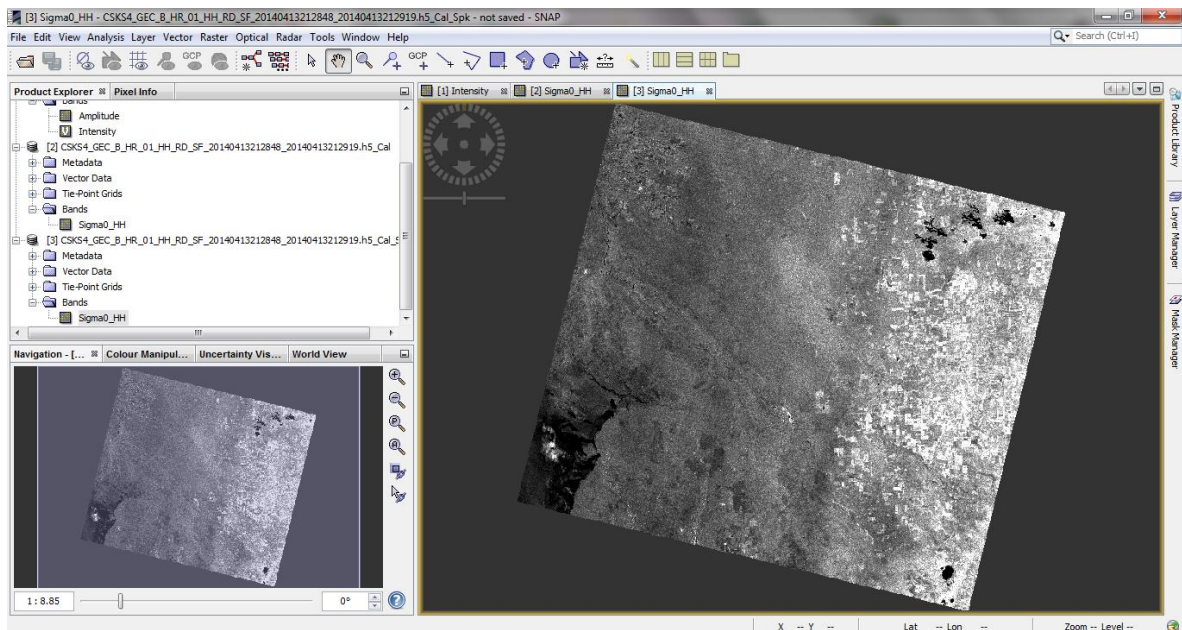 [3] Sigma0_HH - CSKS4_GEC_B_HR_01_HH_RD_SF_20140413212848_20140413212919.h5_Cal_Spk - not saved - SNAP
File Edit View Analysis Layer Vector Raster Optical Radar Tools Window Help
Search (Ctrl+I)
GCP GCP
Product Explorer Pixel Info
[1] Intensity [2] Sigma0_HH [3] Sigma0_HH
Bands
Amplitude
Intensity
[2] CSKS4_GEC_B_HR_01_HH_RD_SF_20140413212848_20140413212919.h5_Cal
Metadata
Vector Data
Tie-Point Grids
Bands
Sigma0_HH
[3] CSKS4_GEC_B_HR_01_HH_RD_SF_20140413212848_20140413212919.h5_Cal_S
Metadata
Vector Data
Tie-Point Grids
Bands
Sigma0_HH
Product Library
Layer Manager
Mask Manager
Navigation - [... Colour Manipul... Uncertainty Vis... World View
1 : 8.85
0°
X -- Y -- Lat -- Lon -- Zoom -- Level --